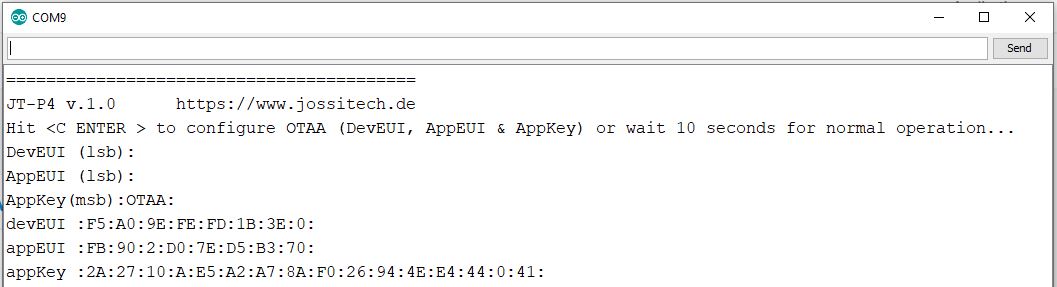 COM9
Send
=========================================
JT-P4 v.1.0      https://www.jossitech.de
Hit <C ENTER > to configure OTAA (DevEUI, AppEUI & AppKey) or wait 10 seconds for normal operation...
DevEUI (lsb):
AppEUI (lsb):
AppKey(msb):OTAA:
devEUI :F5:A0:9E:FE:FD:1B:3E:0:
appEUI :FB:90:2:D0:7E:D5:B3:70:
appKey :2A:27:10:A:E5:A2:A7:8A:F0:26:94:4E:E4:44:0:41: